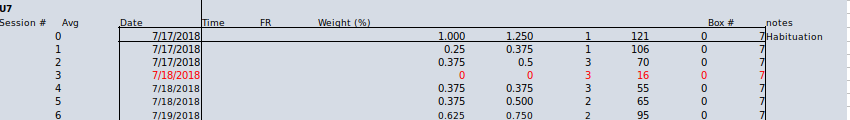 U7
Session # Avg Date Time FR Weight (%) Box # notes
0 7/17/2018 1.000 1.250 1 121 0 7 Habituation
1 7/17/2018 0.25 0.375 1 106 0 7
2 7/17/2018 0.375 0.5 3 70 0 7
3 7/18/2018 0 0 3 16 0 7
4 7/18/2018 0.375 0.375 3 55 0 7
5 7/18/2018 0.375 0.500 2 65 0 7
6 7/19/2018 0.625 0.750 2 95 0 7